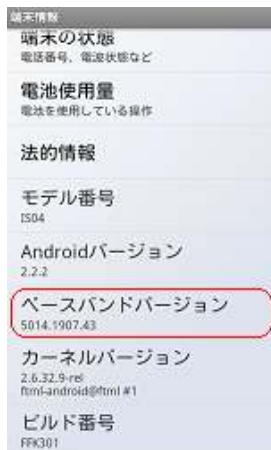 端末情報
端末の状態
電話番号、電波状態など
電池使用量
電池を使用している操作
法的情報
モデル番号
IS04
Androidバージョン
2.2.2
ベースバンドバージョン
5014.1907.43
カーネルバージョン
2.6.32.9-rel
ftml-android@ftml #1
ビルド番号
FFK301